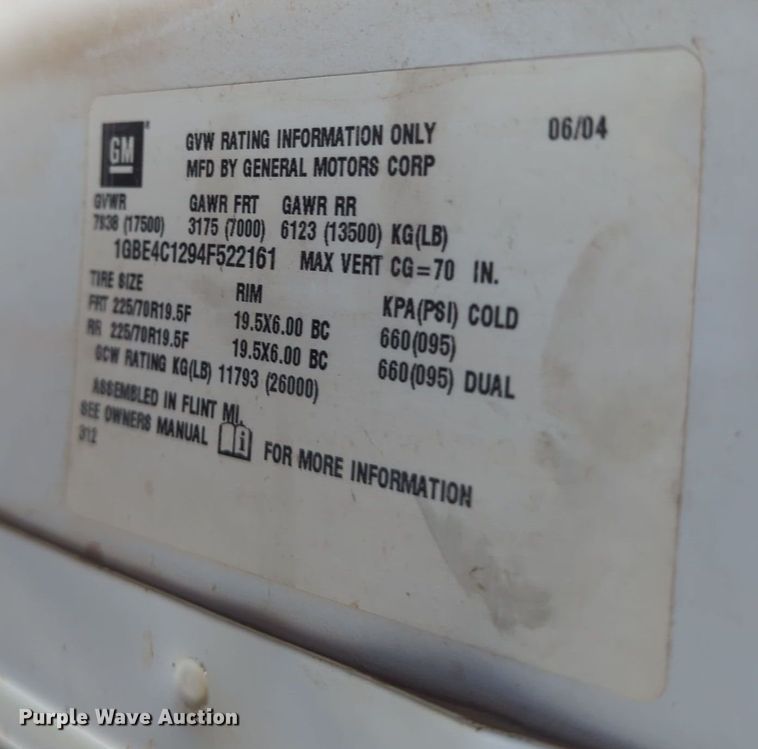 GM GVW RATING INFORMATION ONLY 06/04
MFD BY GENERAL MOTORS CORP
GVWR GAWR FRT GAWR RR
7938 (17500) 3175 (7000) 6123 (13500) KG(LB)
1GBE4C1294F522161 MAX VERT CG=70 IN.
TIRE SIZE RIM KPA(PSI) COLD
FRT 225/70R19.5F 19.5X6.00 BC 660(095)
RR 225/70R19.5F 19.5X6.00 BC 660(095) DUAL
GCW RATING KG(LB) 11793 (26000)
ASSEMBLED IN FLINT MI.
SEE OWNERS MANUAL i FOR MORE INFORMATION
312
Purple Wave Auction